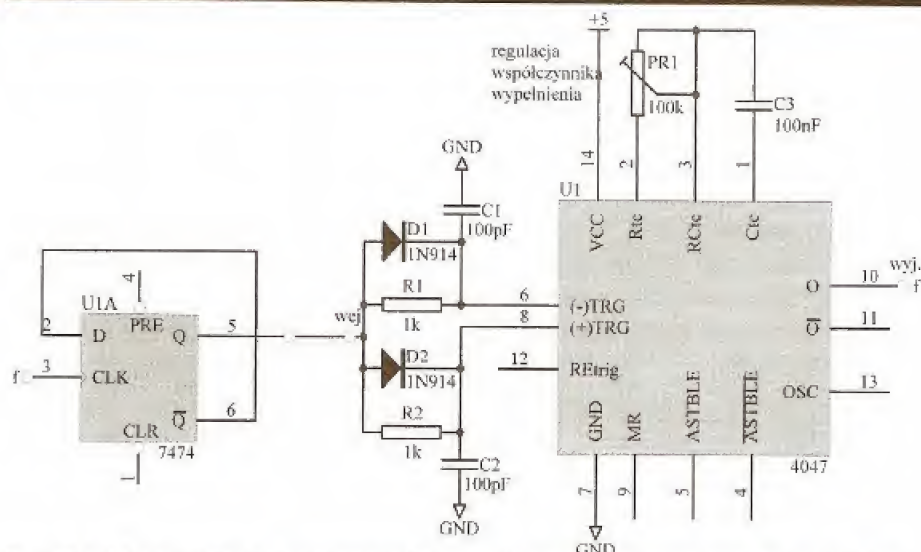 +5
regulacja
współczynnika
wypełnienia
PR1
100k
C3
100nF
14
2
3
1
GND
C1
100pF
U1
VCC
Rtc
RCtc
Ctc
D1
1N914
R1
1k
wej
6
(-)TRG
8
(+)TRG
12
REtrig
O
10
wyj.
f
O
11
OSC
13
GND
MR
ASTBLE
ASTBLE
4047
7
9
5
4
GND
D2
1N914
R2
1k
C2
100pF
GND
4
U1A
2
D
PRE
Q
5
f
3
CLK
Q
6
CLR
7474
1